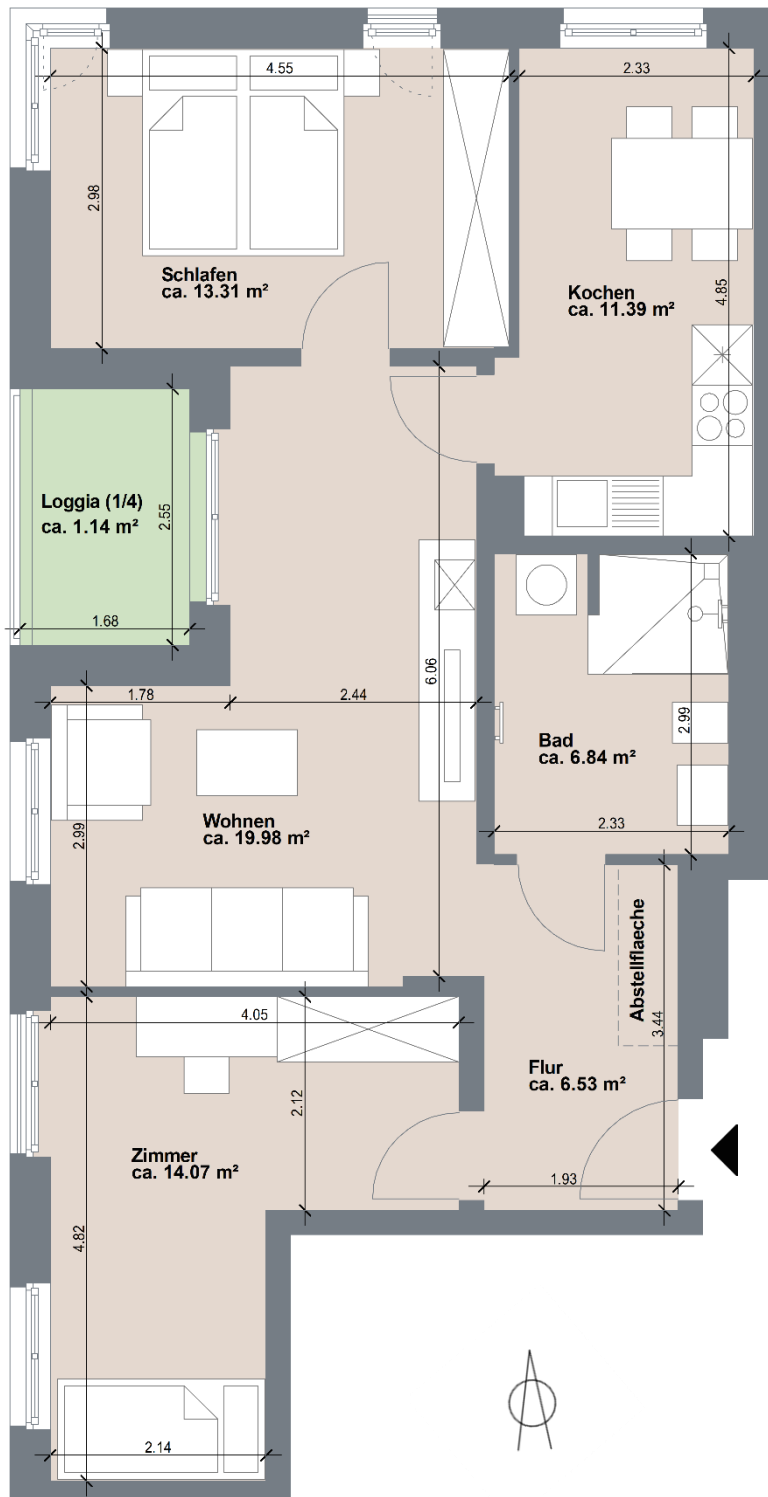 4.55
2.33
2.98
Schlafen
ca. 13.31 m²
Kochen
ca. 11.39 m²
4.85
Loggia (1/4)
ca. 1.14 m²
2.55
1.68
1.78
2.44
6.06
2.99
Bad
ca. 6.84 m²
2.33
Wohnen
ca. 19.98 m²
2.99
Abstellflaeche
3.44
4.05
2.12
Flur
ca. 6.53 m²
Zimmer
ca. 14.07 m²
1.93
4.82
2.14